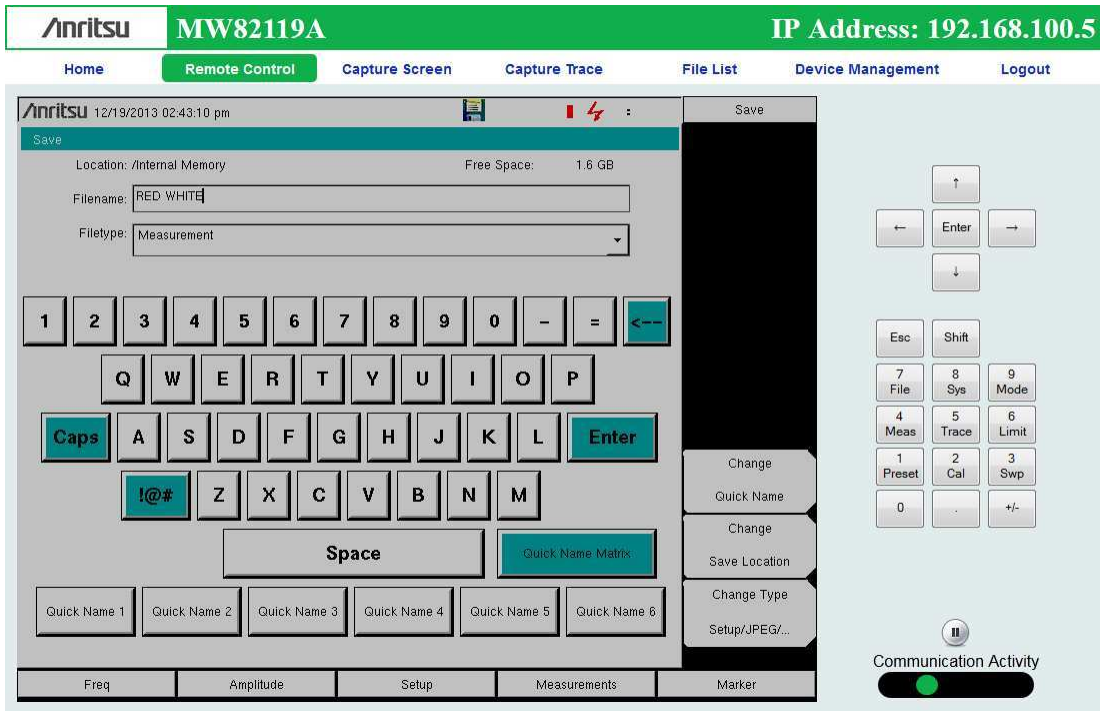 Anritsu MW82119A IP Address: 192.168.100.5
Home Remote Control Capture Screen Capture Trace File List Device Management Logout
Anritsu 12/19/2013 02:43:10 pm :
Save
Save
Location: /Internal Memory Free Space: 1.6 GB
Filename: RED WHITE
Filetype: Measurement
1 2 3 4 5 6 7 8 9 0 - = <--
Q W E R T Y U I O P
Caps A S D F G H J K L Enter
!@# Z X C V B N M
Space Quick Name Matrix
Quick Name 1 Quick Name 2 Quick Name 3 Quick Name 4 Quick Name 5 Quick Name 6
Change
Quick Name
Change
Save Location
Change Type
Setup/JPEG/...
Freq Amplitude Setup Measurements Marker
↑
← Enter →
↓
Esc Shift
7 8 9
File Sys Mode
4 5 6
Meas Trace Limit
1 2 3
Preset Cal Swp
0 . +/-
Communication Activity